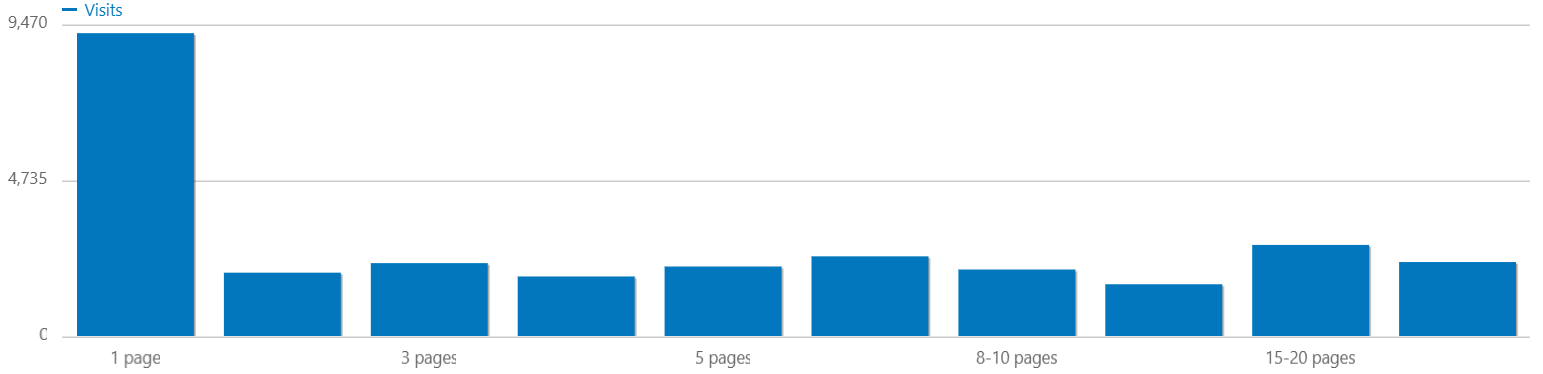 Visits
9,470
4,735
0
1 page
3 pages
5 pages
8-10 pages
15-20 pages